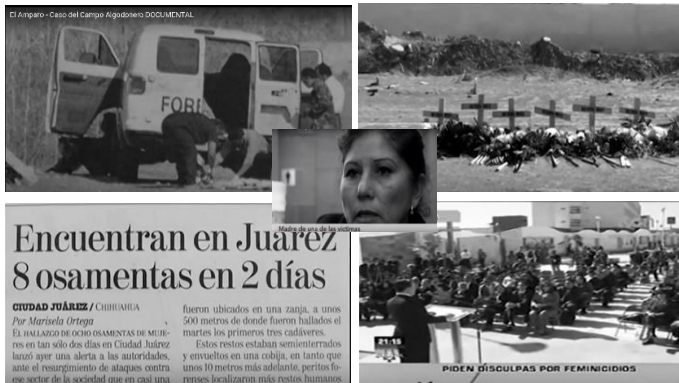 El Amparo - Caso del Campo Algodonero DOCUMENTAL
FORE
Madre de una de las víctimas
Encuentran en Juárez
8 osamentas en 2 días
CIUDAD JUÁREZ / CHIHUAHUA
Por Marisela Ortega
EL HALLAZGO DE OCHO OSAMENTAS DE MUJE-
res en tan sólo dos días en Ciudad Juárez
lanzó ayer una alerta a las autoridades,
ante el resurgimiento de ataques contra
ese sector de la sociedad que en casi una
fueron ubicados en una zanja, a unos
500 metros de donde fueron hallados el
martes los primeros tres cadáveres.
Estos restos estaban semienterrados
y envueltos en una cobija, en tanto que
unos 10 metros más adelante, peritos fo-
renses localizaron más restos humanos
21:15
PIDEN DISCULPAS POR FEMINICIDIOS